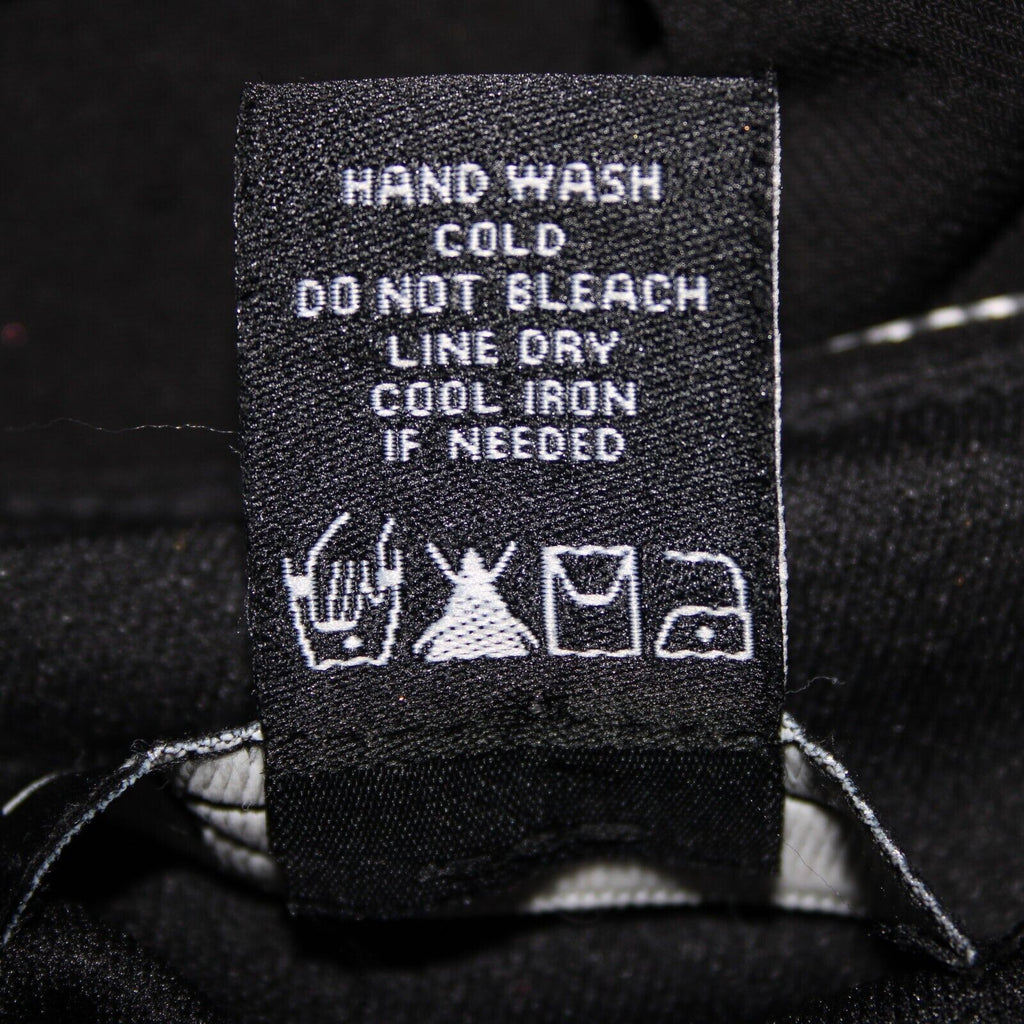 HAND WASH
COLD
DO NOT BLEACH
LINE DRY
COOL IRON
IF NEEDED